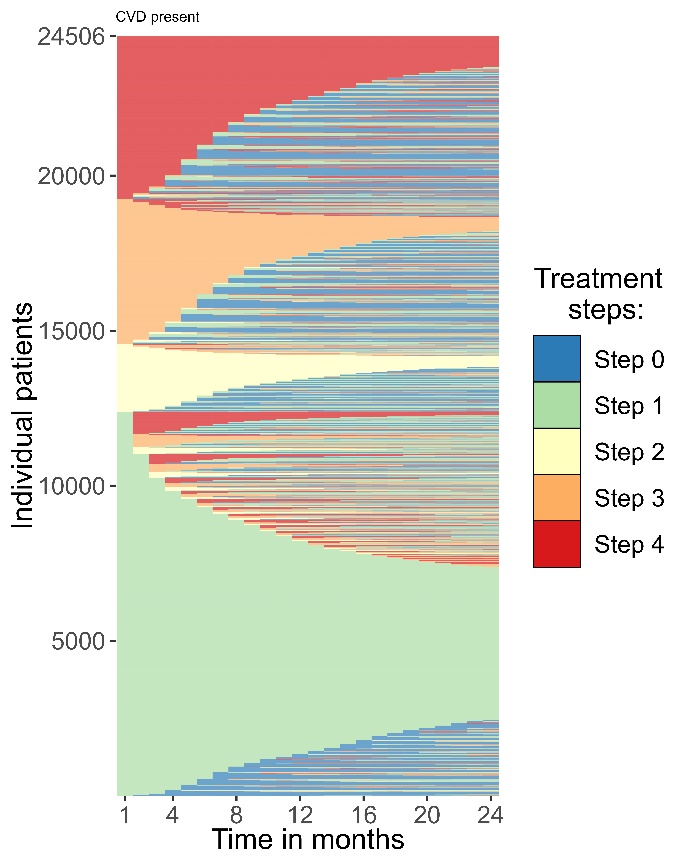 CVD present
24506
20000
15000
10000
5000
Individual patients
1 4 8 12 16 20 24
Time in months
Treatment
steps:
Step 0
Step 1
Step 2
Step 3
Step 4